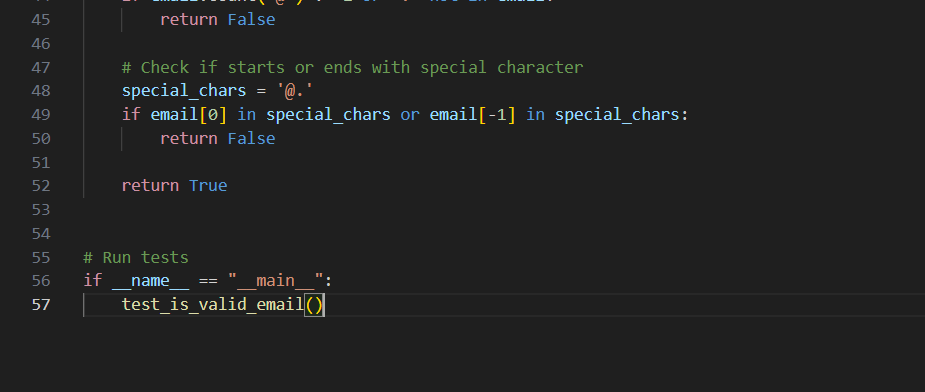 45 return False
46
47 # Check if starts or ends with special character
48 special_chars = '@.'
49 if email[0] in special_chars or email[-1] in special_chars:
50 return False
51
52 return True
53
54
55 # Run tests
56 if __name__ == "__main__":
57 test_is_valid_email()